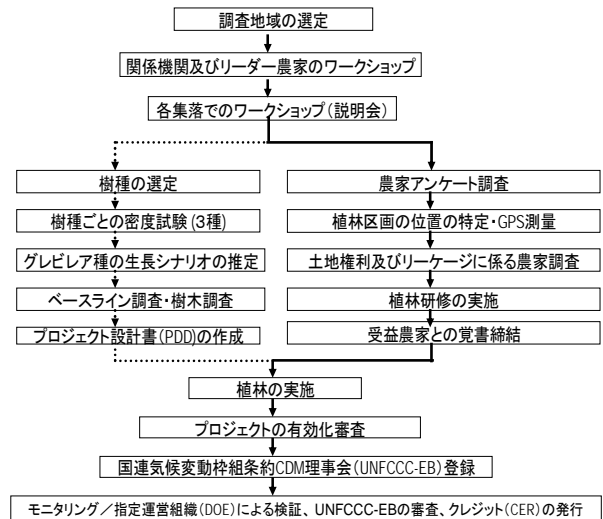 調査地域の選定
関係機関及びリーダー農家のワークショップ
各集落でのワークショップ(説明会)
樹種の選定
農家アンケート調査
樹種ごとの密度試験(3種)
植林区画の位置の特定・GPS測量
グレビレア種の生長シナリオの推定
土地権利及びリーケージに係る農家調査
ベースライン調査・樹木調査
植林研修の実施
プロジェクト設計書(PDD)の作成
受益農家との覚書締結
植林の実施
プロジェクトの有効化審査
国連気候変動枠組条約CDM理事会(UNFCCC-EB)登録
モニタリング/指定運営組織(DOE)による検証、UNFCCC-EBの審査、クレジット(CER)の発行